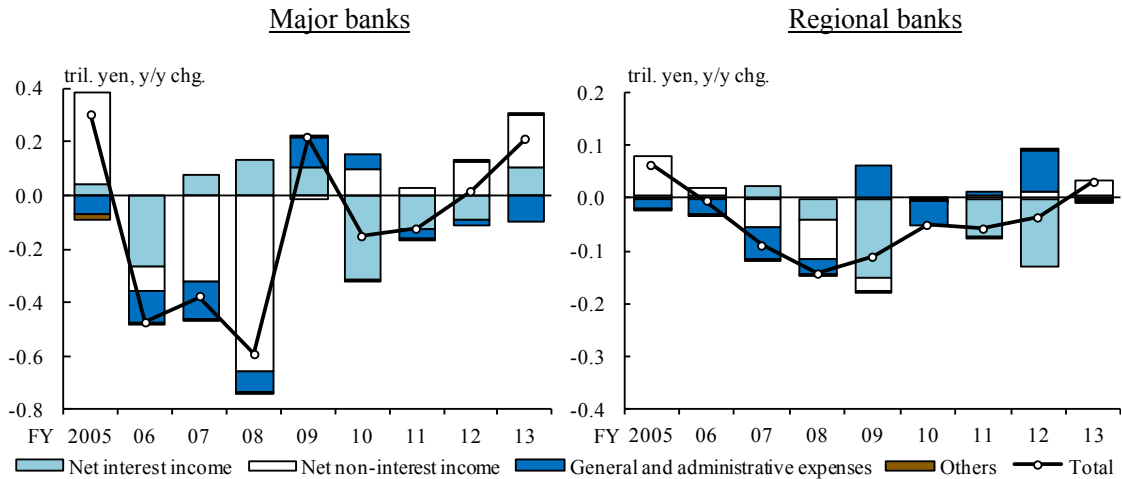 Major banks
Regional banks
tril. yen, y/y chg.
tril. yen, y/y chg.
0.4
0.2
0.0
-0.2
-0.4
-0.6
-0.8
0.2
0.1
0.0
-0.1
-0.2
-0.3
-0.4
FY 2005 06 07 08 09 10 11 12 13
FY 2005 06 07 08 09 10 11 12 13
Net interest income Net non-interest income General and administrative expenses Others Total